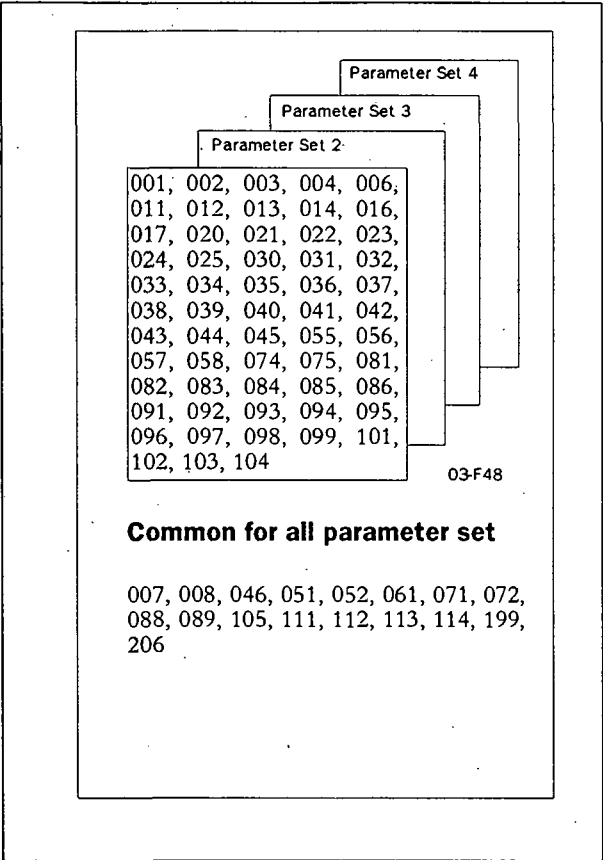 Parameter Set 4
Parameter Set 3
Parameter Set 2
001, 002, 003, 004, 006,
011, 012, 013, 014, 016,
017, 020, 021, 022, 023,
024, 025, 030, 031, 032,
033, 034, 035, 036, 037,
038, 039, 040, 041, 042,
043, 044, 045, 055, 056,
057, 058, 074, 075, 081,
082, 083, 084, 085, 086,
091, 092, 093, 094, 095,
096, 097, 098, 099, 101,
102, 103, 104
03-F48
Common for all parameter set
007, 008, 046, 051, 052, 061, 071, 072,
088, 089, 105, 111, 112, 113, 114, 199,
206